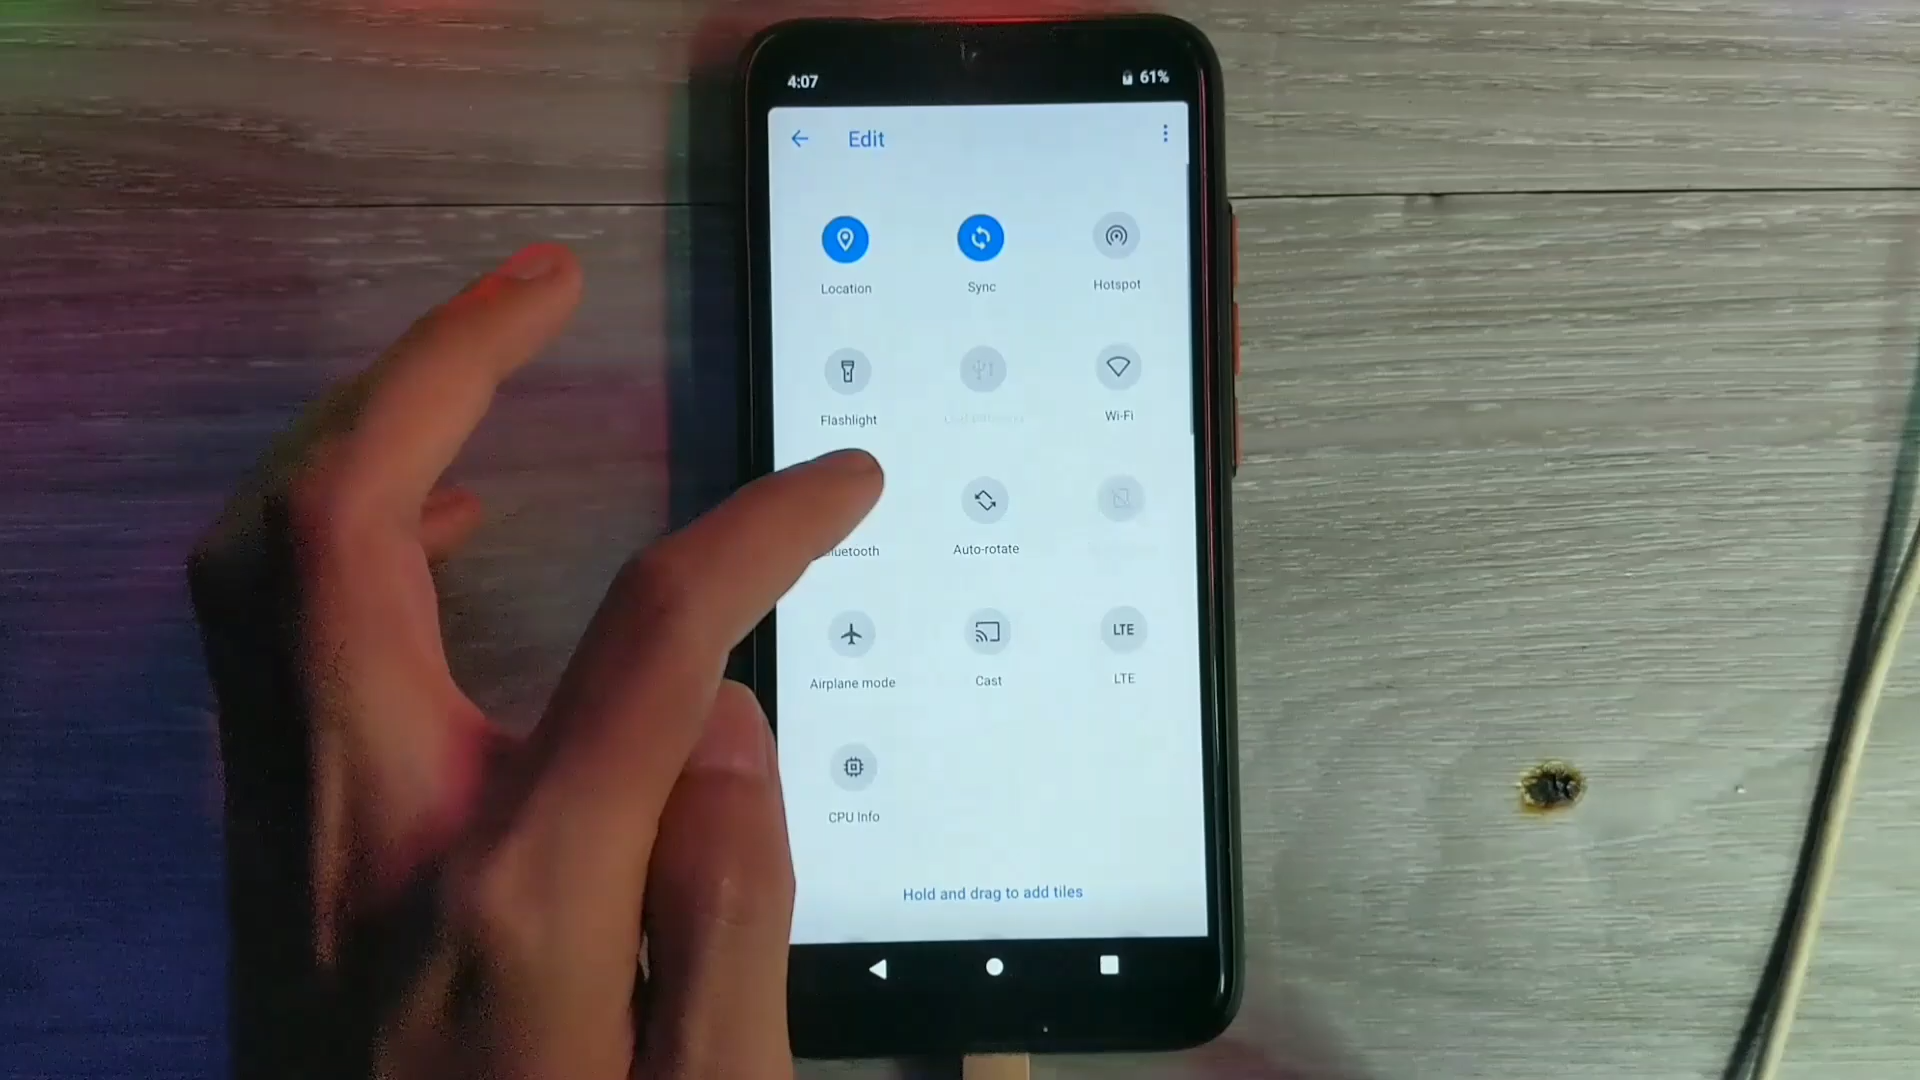 4:07
61%
Edit
Location
Sync
Hotspot
Flashlight
Wi-Fi
Auto-rotate
Airplane mode
Cast
LTE
LTE
CPU Info
Hold and drag to add tiles